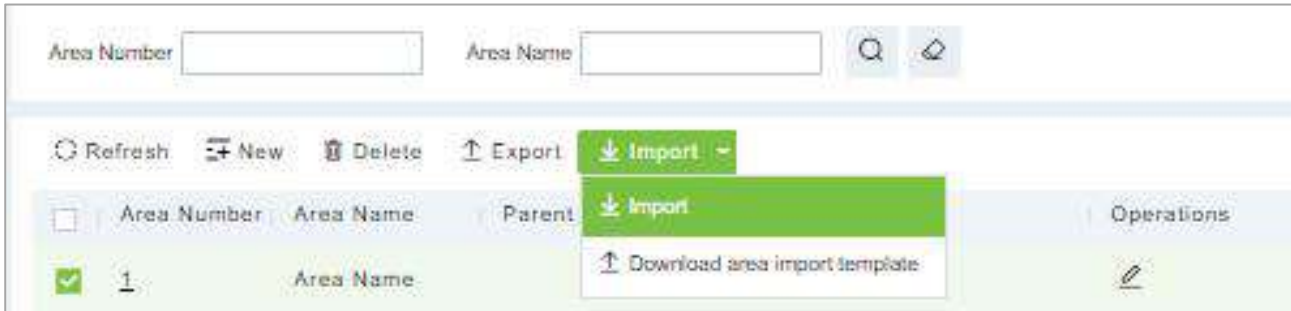 Area Number Area Name
Refresh New Delete Export Import
Import
Area Number Area Name Parent Operations
Download area import template
1 Area Name